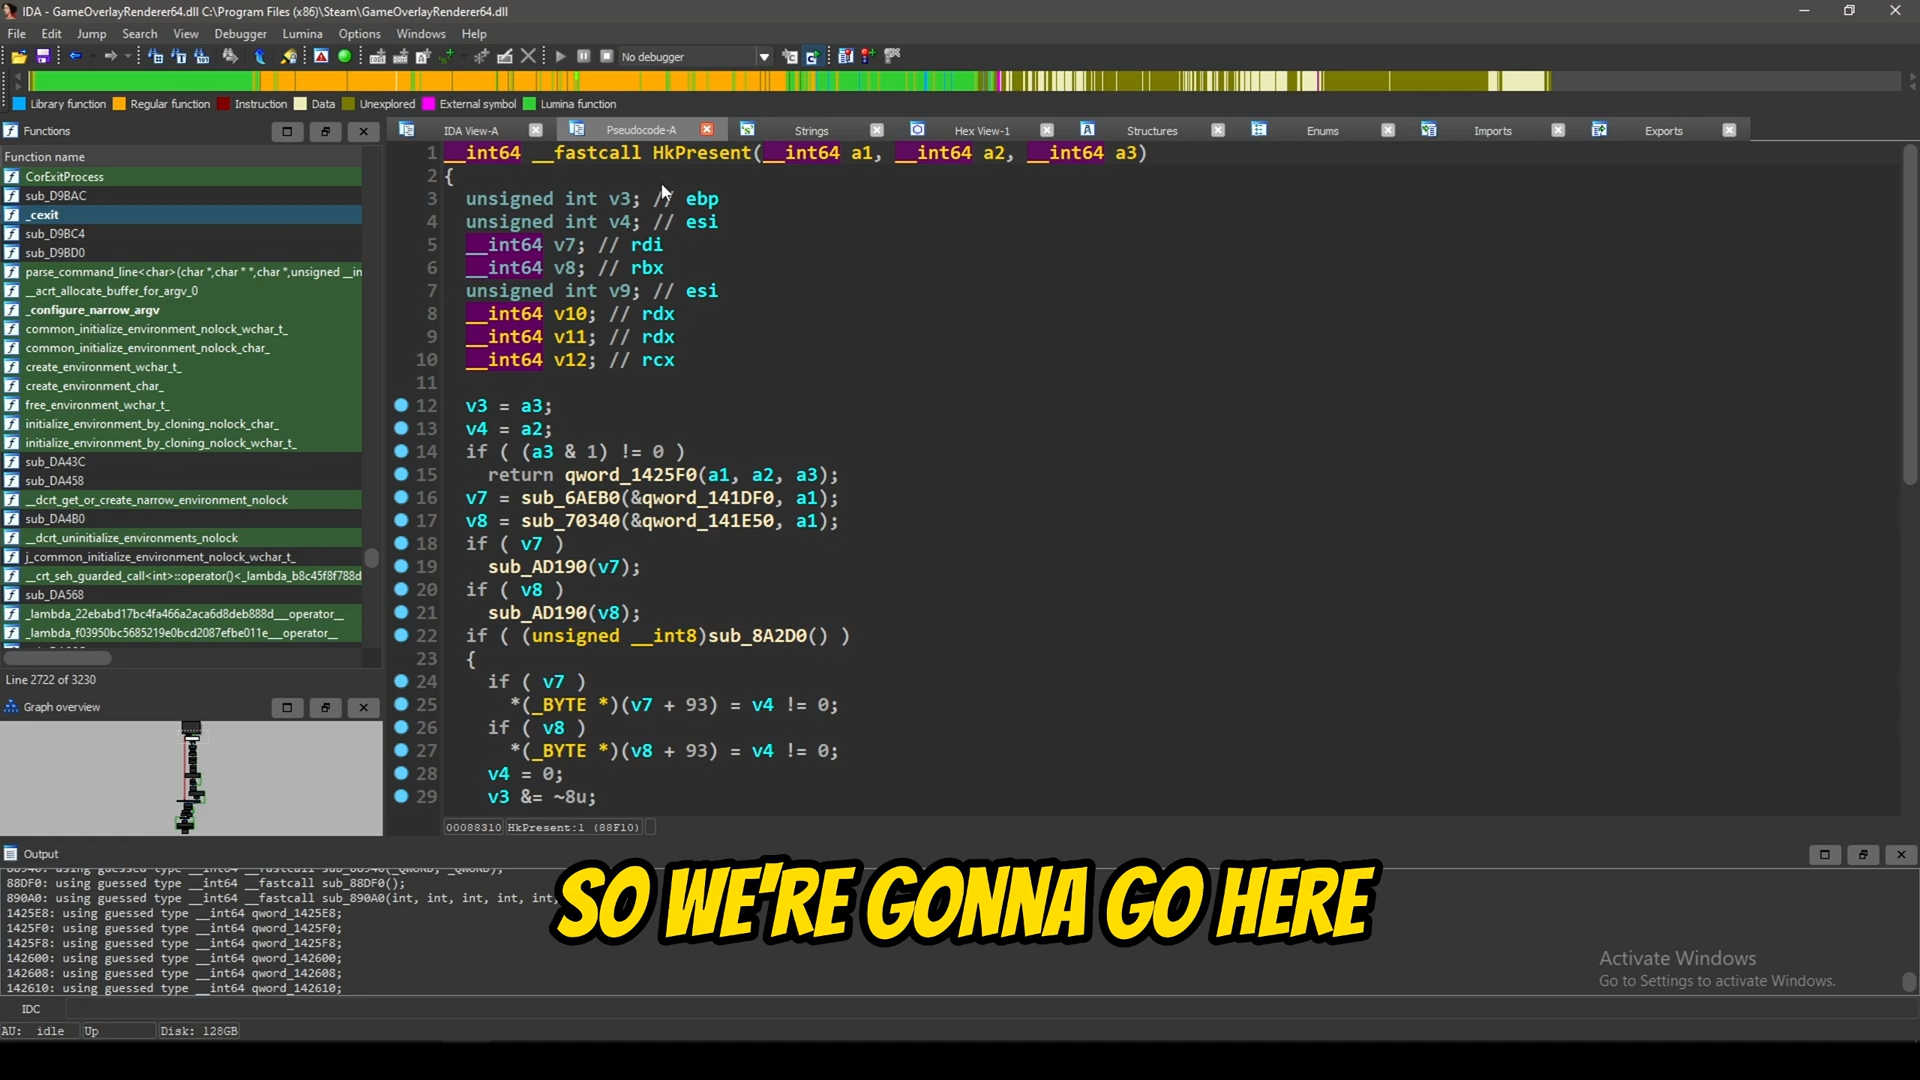 IDA - GameOverlayRenderer64.dll C:\Program Files (x86)\Steam\GameOverlayRenderer64.dll
File Edit Jump Search View Debugger Lumina Options Windows Help
No debugger
Library function Regular function Instruction Data Unexplored External symbol Lumina function
Functions
IDA View-A Pseudocode-A Strings Hex View-1 Structures Enums Imports Exports
Function name
CorExitProcess
sub_D9BAC
_cexit
sub_D9BC4
sub_D9BD0
parse_command_line<char>(char *,char * *,char *,unsigned __in
__acrt_allocate_buffer_for_argv_0
_configure_narrow_argv
common_initialize_environment_nolock_wchar_t_
common_initialize_environment_nolock_char_
create_environment_wchar_t_
create_environment_char_
free_environment_wchar_t_
initialize_environment_by_cloning_nolock_char_
initialize_environment_by_cloning_nolock_wchar_t_
sub_DA43C
sub_DA458
__dcrt_get_or_create_narrow_environment_nolock
sub_DA4B0
__dcrt_uninitialize_environments_nolock
j_common_initialize_environment_nolock_wchar_t_
__crt_seh_guarded_call<int>::operator()<_lambda_b8c45f8f788d
sub_DA568
_lambda_22ebabd17bc4fa466a2aca6d8deb888d___operator__
_lambda_f03950bc5685219e0bcd2087efbe011e___operator__
Line 2722 of 3230
Graph overview
1 __int64 __fastcall HkPresent(__int64 a1, __int64 a2, __int64 a3)
2 {
3 unsigned int v3; // ebp
4 unsigned int v4; // esi
5 __int64 v7; // rdi
6 __int64 v8; // rbx
7 unsigned int v9; // esi
8 __int64 v10; // rdx
9 __int64 v11; // rdx
10 __int64 v12; // rcx
11
12 v3 = a3;
13 v4 = a2;
14 if ( (a3 & 1) != 0 )
15 return qword_1425F0(a1, a2, a3);
16 v7 = sub_6AEB0(&qword_141DF0, a1);
17 v8 = sub_70340(&qword_141E50, a1);
18 if ( v7 )
19 sub_AD190(v7);
20 if ( v8 )
21 sub_AD190(v8);
22 if ( (unsigned __int8)sub_8A2D0() )
23 {
24 if ( v7 )
25 *(_BYTE *)(v7 + 93) = v4 != 0;
26 if ( v8 )
27 *(_BYTE *)(v8 + 93) = v4 != 0;
28 v4 = 0;
29 v3 &= ~8u;
00088310 HkPresent:1 (88F10)
Output
88DF0: using guessed type __int64 __fastcall sub_88DF0();
890A0: using guessed type __int64 __fastcall sub_890A0(int, int, int, int, int,
1425E8: using guessed type __int64 qword_1425E8;
1425F0: using guessed type __int64 qword_1425F0;
1425F8: using guessed type __int64 qword_1425F8;
142600: using guessed type __int64 qword_142600;
142608: using guessed type __int64 qword_142608;
142610: using guessed type __int64 qword_142610;
SO WE'RE GONNA GO HERE
Activate Windows
Go to Settings to activate Windows.
IDC
AU: idle Up Disk: 128GB